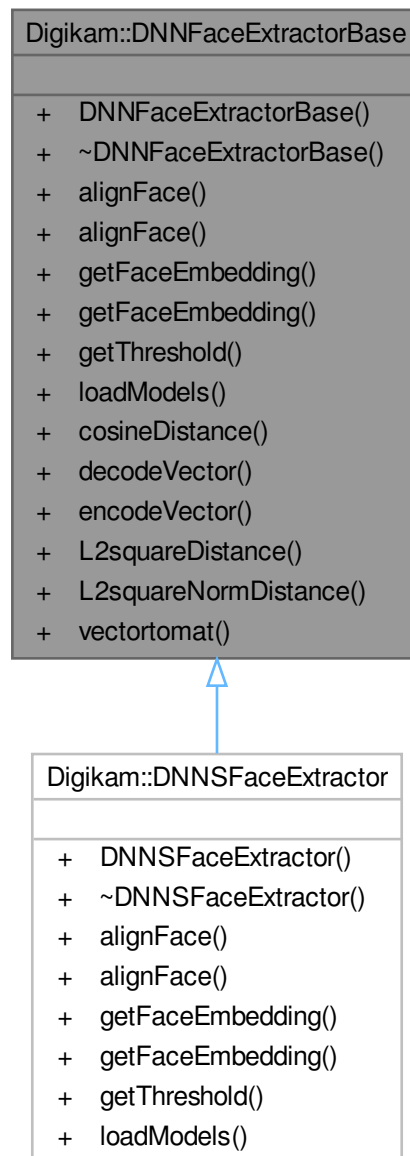 Digikam::DNNFaceExtractorBase
+ DNNFaceExtractorBase()
+ ~DNNFaceExtractorBase()
+ alignFace()
+ alignFace()
+ getFaceEmbedding()
+ getFaceEmbedding()
+ getThreshold()
+ loadModels()
+ cosineDistance()
+ decodeVector()
+ encodeVector()
+ L2squareDistance()
+ L2squareNormDistance()
+ vectortomat()
Digikam::DNNSFaceExtractor
+ DNNSFaceExtractor()
+ ~DNNSFaceExtractor()
+ alignFace()
+ alignFace()
+ getFaceEmbedding()
+ getFaceEmbedding()
+ getThreshold()
+ loadModels()